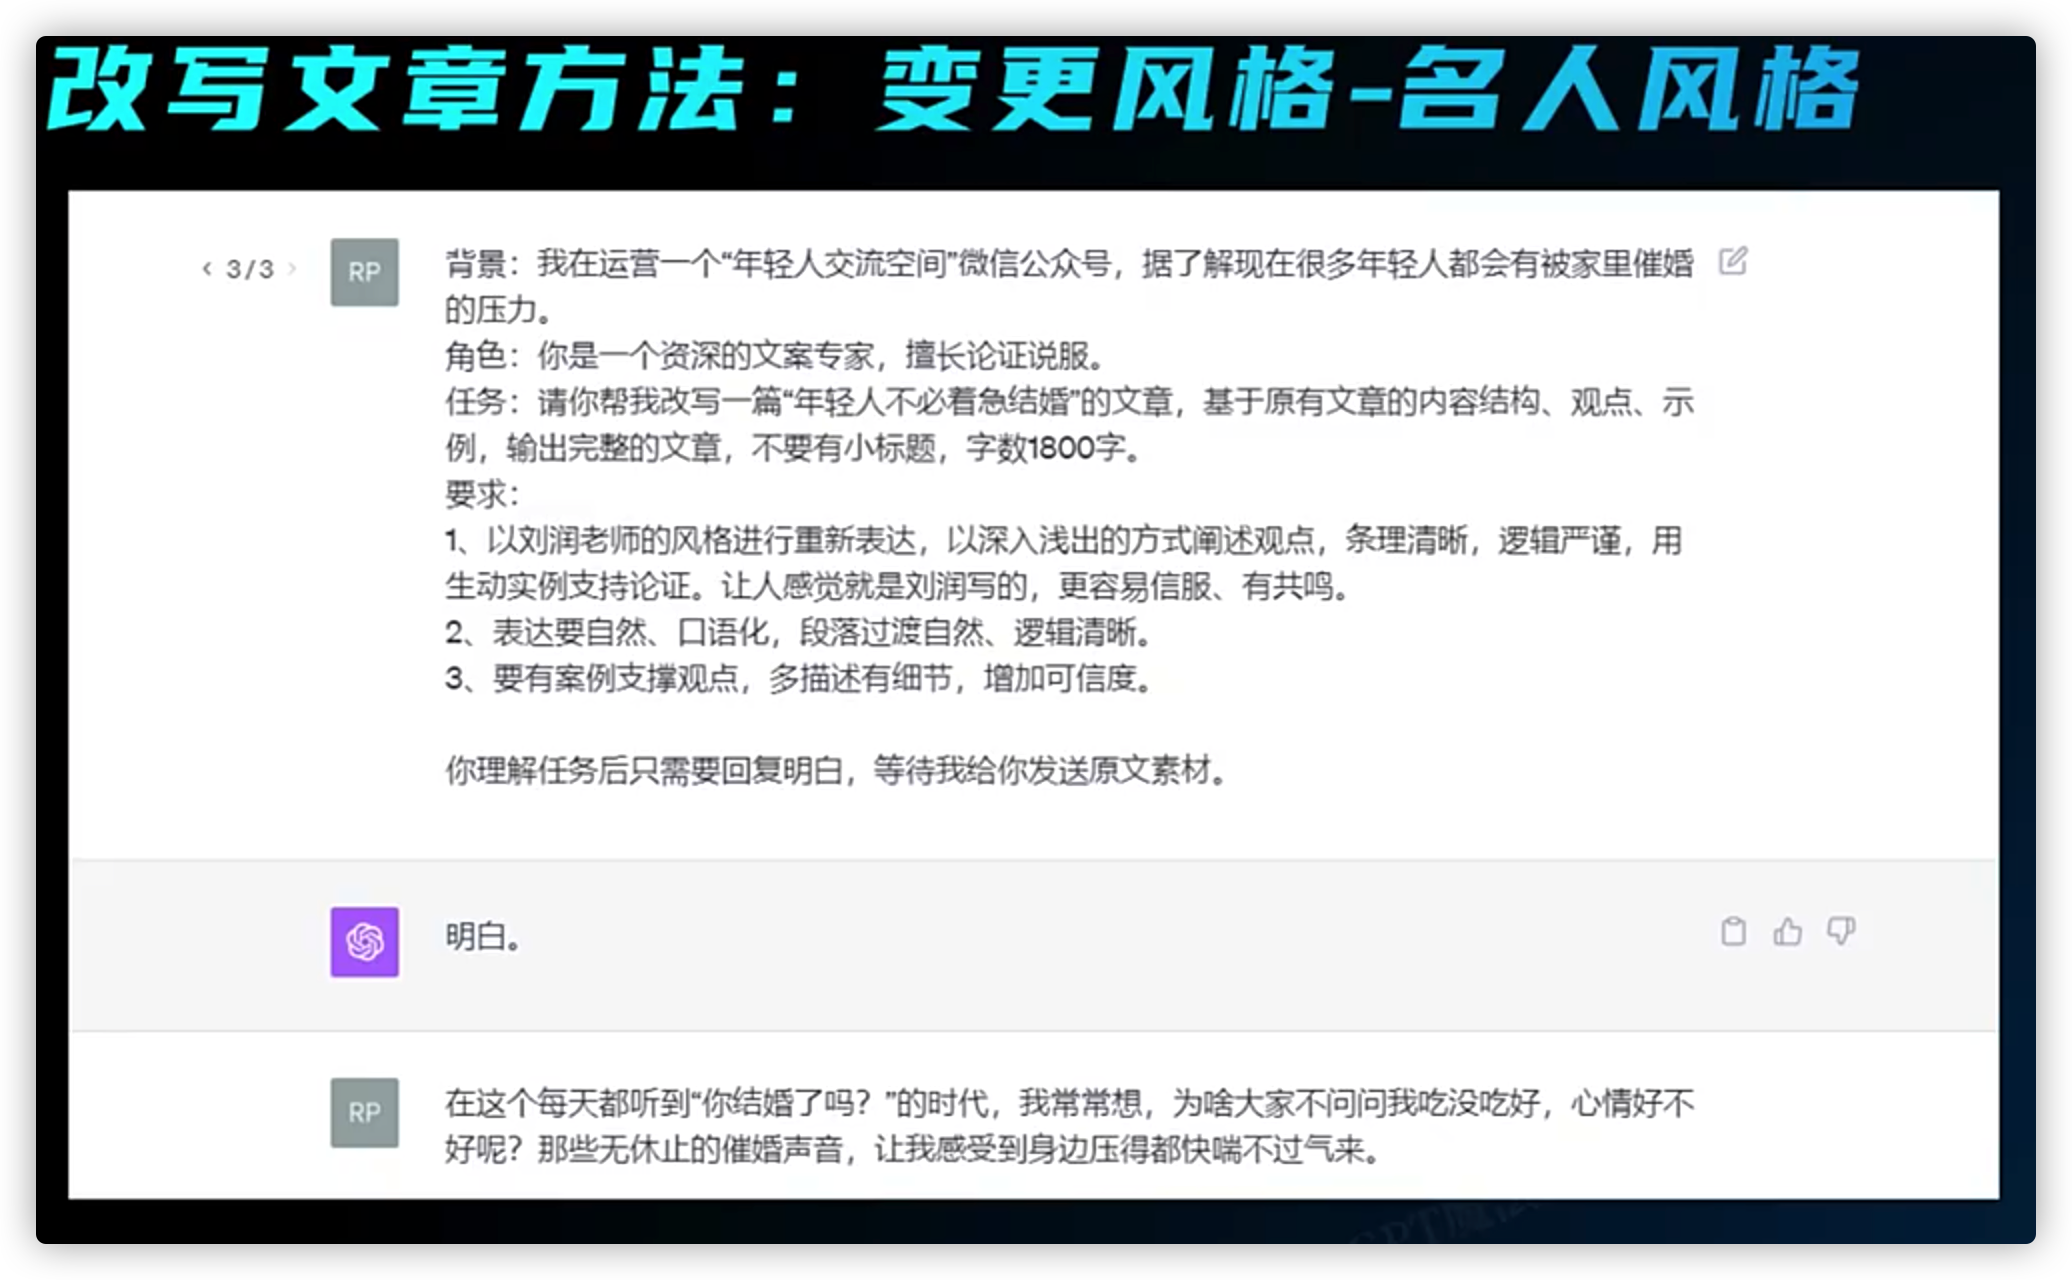 改写文章方法：变更风格-名人风格
< 3/3 >
RP
背景：我在运营一个“年轻人交流空间”微信公众号，据了解现在很多年轻人都会有被家里催婚
的压力。
角色：你是一个资深的文案专家，擅长论证说服。
任务：请你帮我改写一篇“年轻人不必着急结婚”的文章，基于原有文章的内容结构、观点、示
例，输出完整的文章，不要有小标题，字数1800字。
要求：
1、以刘润老师的风格进行重新表达，以深入浅出的方式阐述观点，条理清晰，逻辑严谨，用
生动实例支持论证。让人感觉就是刘润写的，更容易信服、有共鸣。
2、表达要自然、口语化，段落过渡自然、逻辑清晰。
3、要有案例支撑观点，多描述有细节，增加可信度。
你理解任务后只需要回复明白，等待我给你发送原文素材。
明白。
RP
在这个每天都听到“你结婚了吗？”的时代，我常常想，为啥大家不问问我吃没吃好，心情好不
好呢？那些无休止的催婚声音，让我感受到身边压得都快喘不过气来。